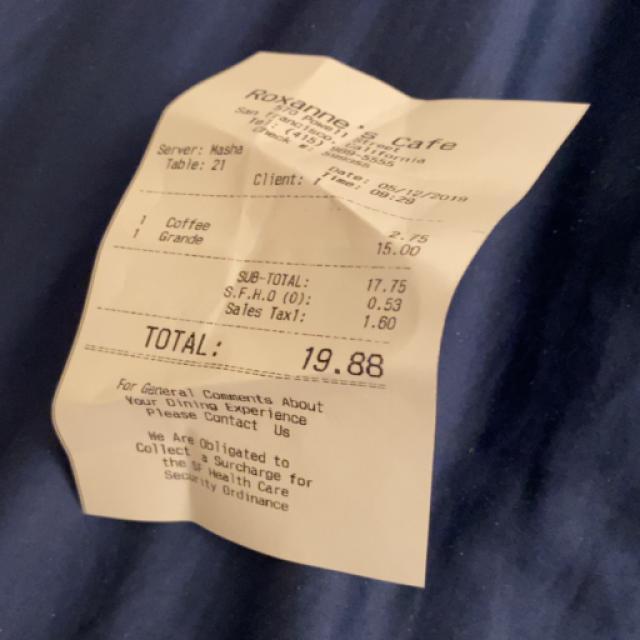 Roxanne's Cafe
Powell Street
San Francisco California
Tel: (415)
Check #:
Server: Masha Date: 05/12/2019
Table: 21 Time: 09:29
Client: 1
1 Coffee 2.75
1 Grande 15.00
SUB-TOTAL: 17.75
S.F.H.O (O): 0.53
Sales Tax1: 1.60
TOTAL: 19.88
For General Comments About
Your Dining Experience
Please Contact Us
We Are Obligated to
Collect a Surcharge for
the SF Health Care
Security Ordinance